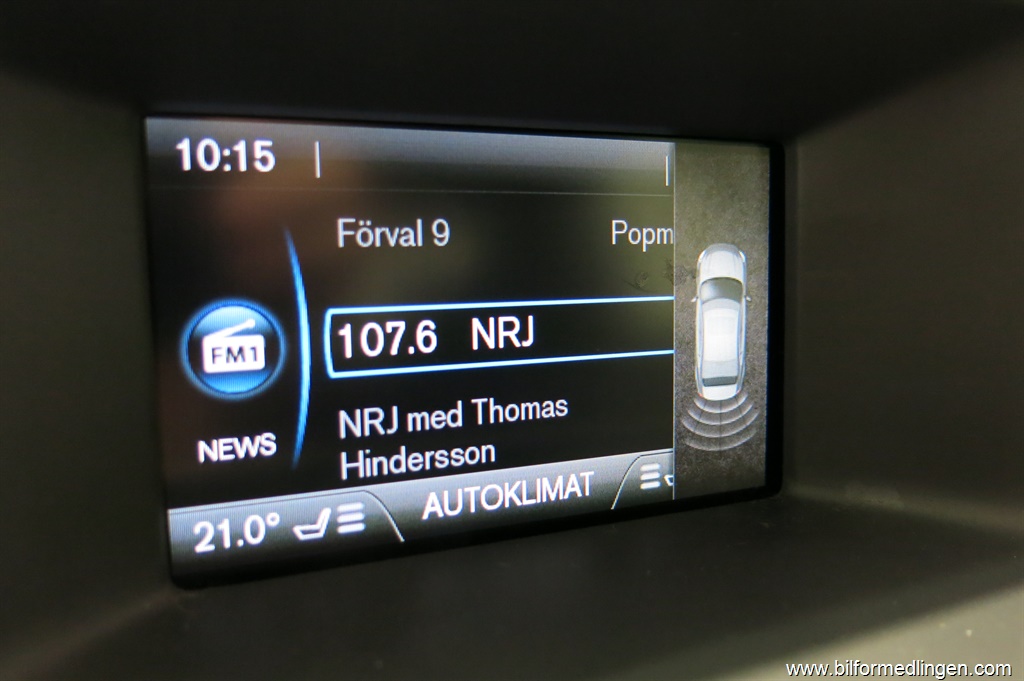 10:15
Förval 9 Popm
107.6 NRJ
FM1
NRJ med Thomas
Hindersson
NEWS
21.0° AUTOKLIMAT
www.bilformedlingen.com